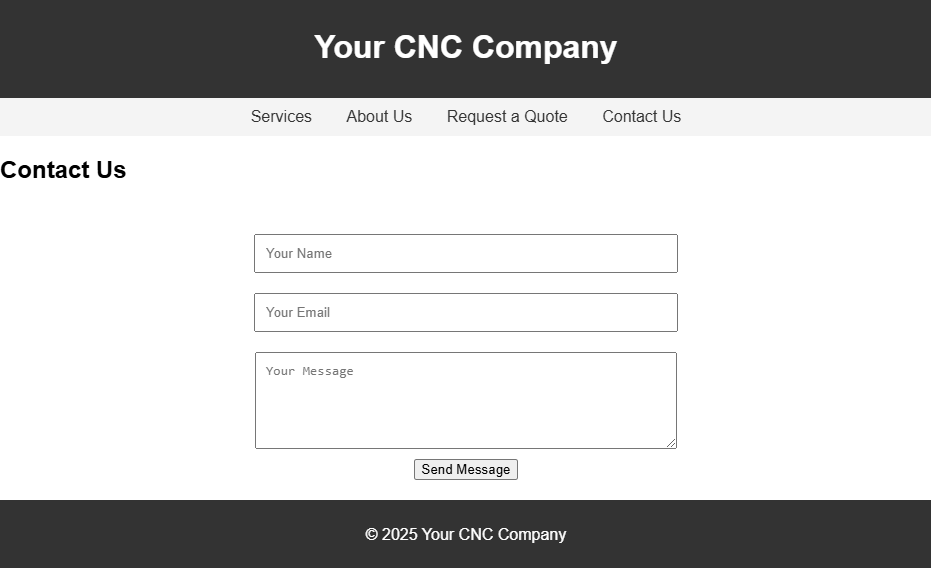 Your CNC Company
Services About Us Request a Quote Contact Us
Contact Us
Your Name
Your Email
Your Message
Send Message
© 2025 Your CNC Company